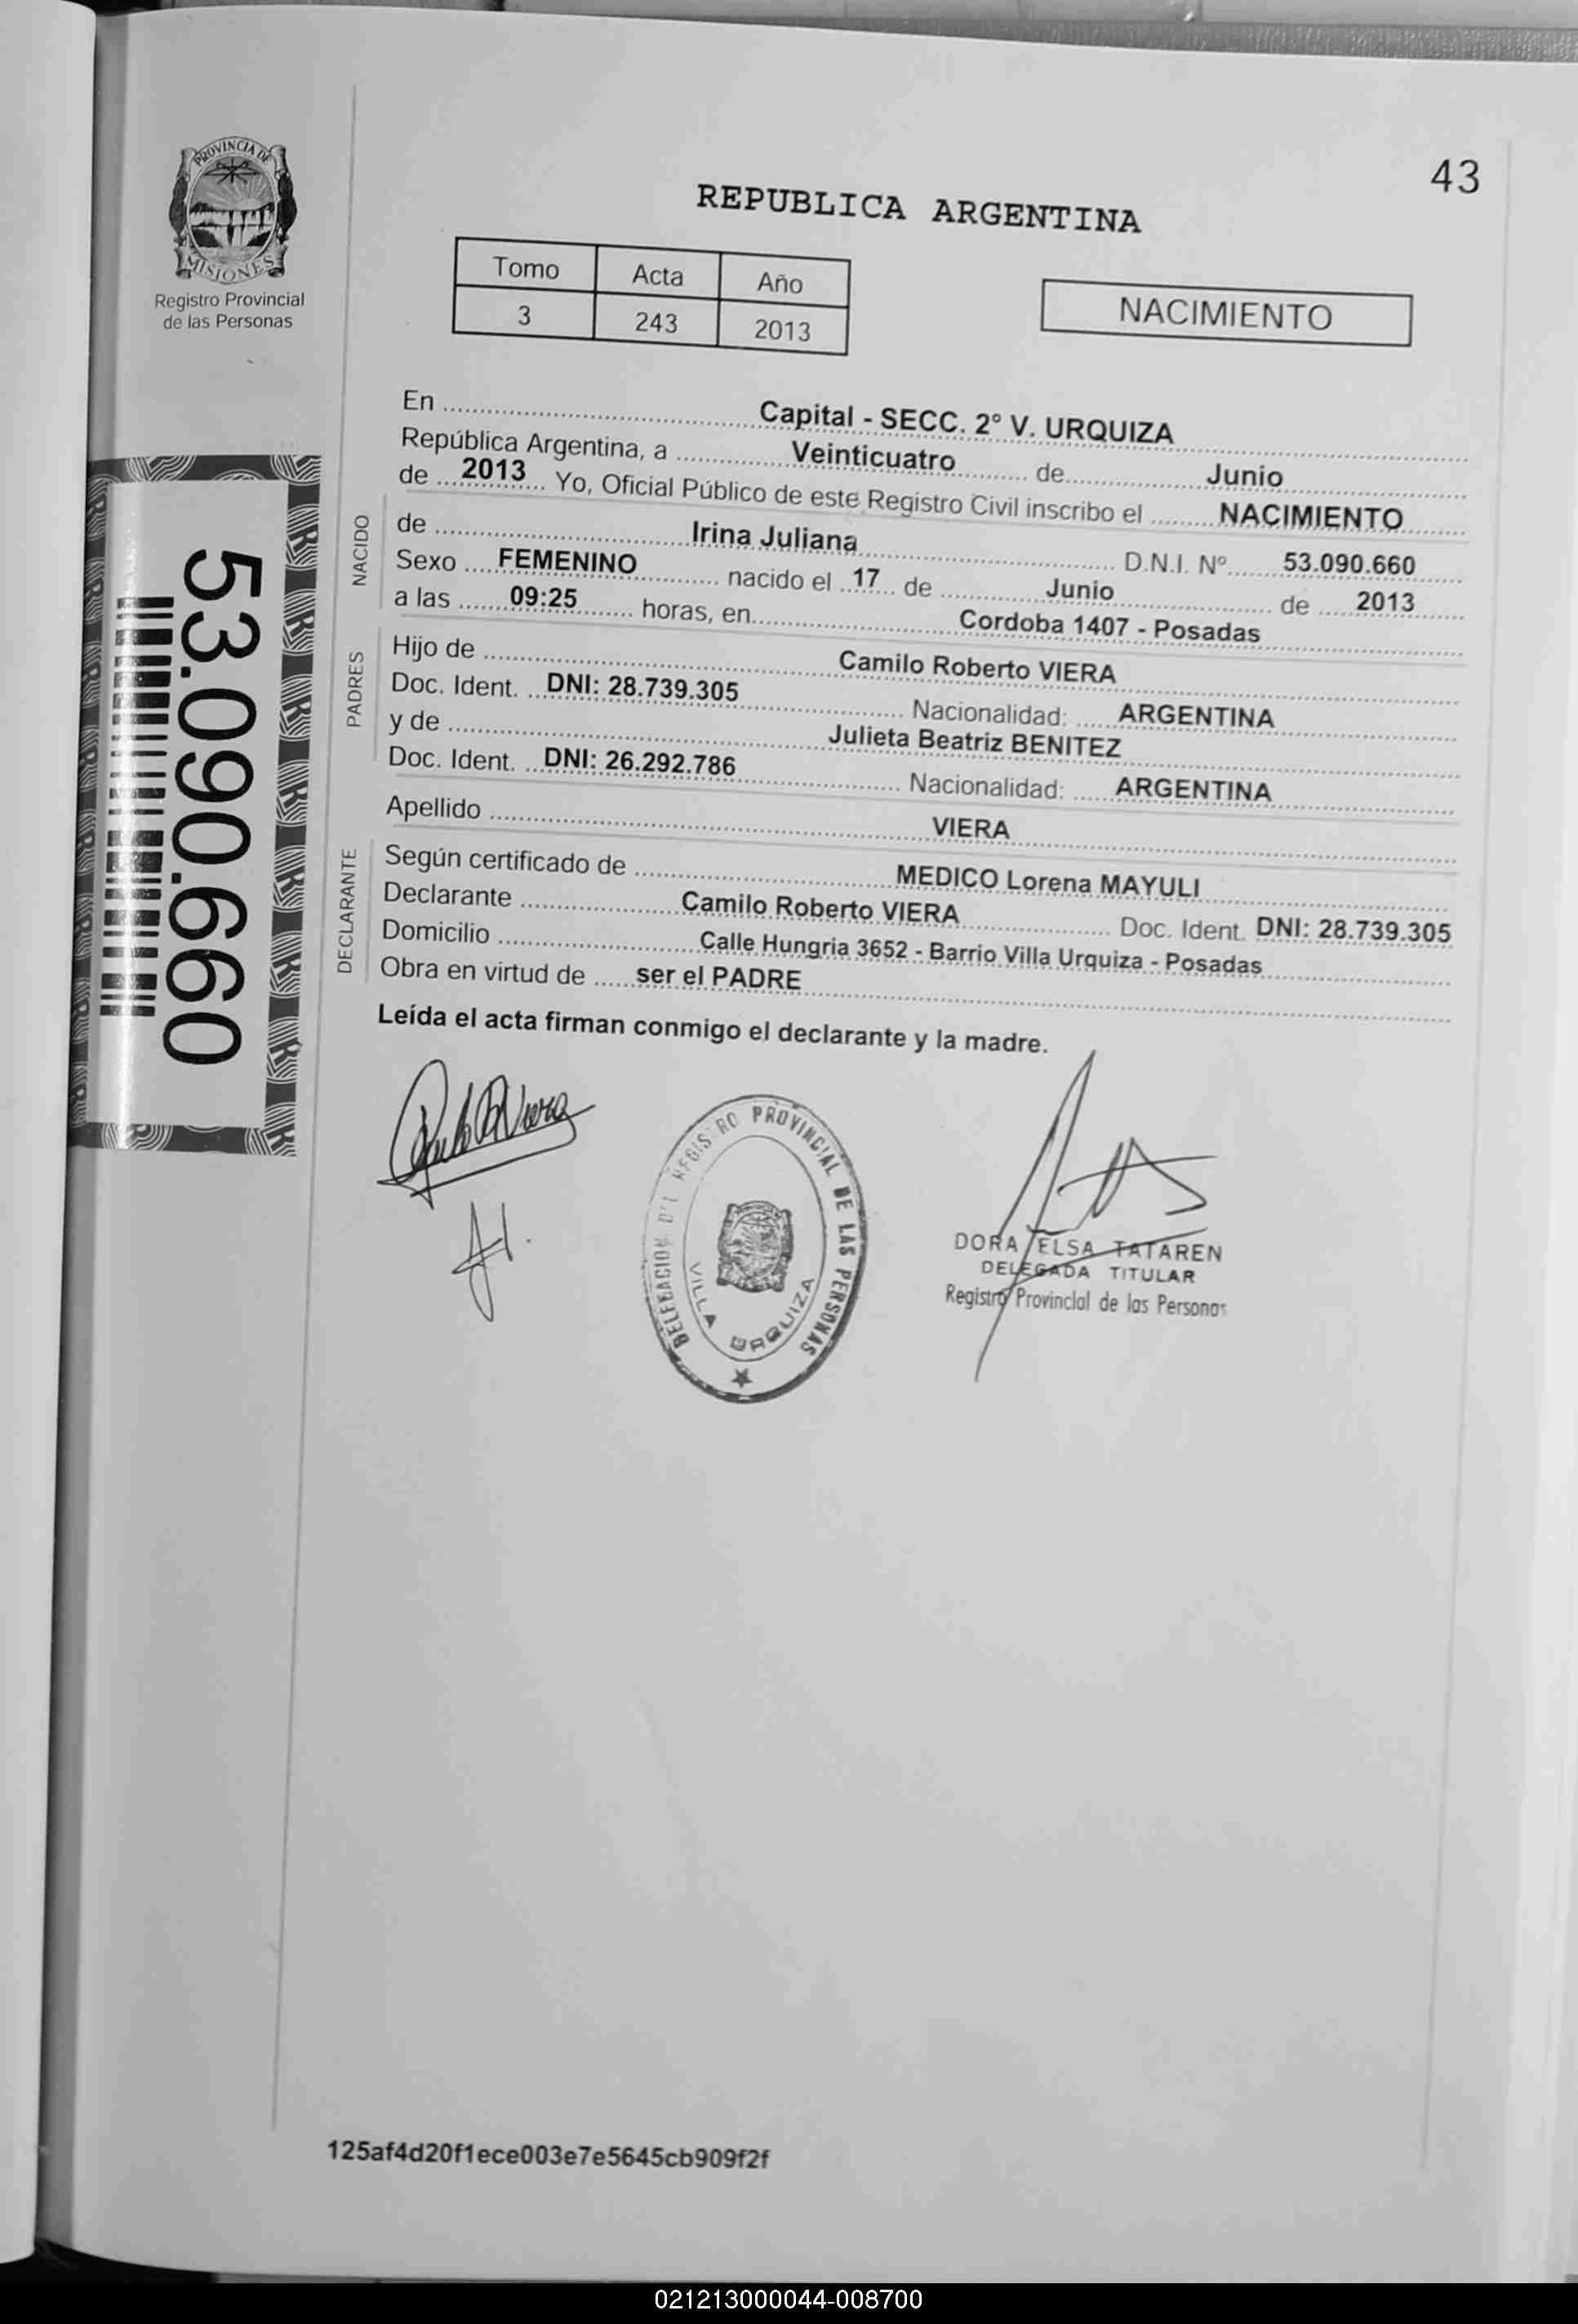 43
PROVINCIA DE
MISIONES
Registro Provincial
de las Personas
REPUBLICA ARGENTINA
Tomo Acta Año
3 243 2013
NACIMIENTO
En Capital - SECC. 2º V. URQUIZA
República Argentina, a Veinticuatro de Junio
de 2013 Yo, Oficial Público de este Registro Civil inscribo el NACIMIENTO
NACIDO
de Irina Juliana D.N.I. Nº 53.090.660
Sexo FEMENINO nacido el 17 de Junio de 2013
a las 09:25 horas, en Cordoba 1407 - Posadas
PADRES
Hijo de Camilo Roberto VIERA
Doc. Ident. DNI: 28.739.305 Nacionalidad: ARGENTINA
y de Julieta Beatriz BENITEZ
Doc. Ident. DNI: 26.292.786 Nacionalidad: ARGENTINA
Apellido VIERA
DECLARANTE
Según certificado de MEDICO Lorena MAYULI
Declarante Camilo Roberto VIERA Doc. Ident. DNI: 28.739.305
Domicilio Calle Hungria 3652 - Barrio Villa Urquiza - Posadas
Obra en virtud de ser el PADRE
Leída el acta firman conmigo el declarante y la madre.
53.090.660
REGIS RO PROVINCIAL DE LAS PERSONAS
VILLA URQUIZA
DORA ELSA TATAREN
DELEGADA TITULAR
Registro Provincial de las Personas
125af4d20f1ece003e7e5645cb909f2f
021213000044-008700